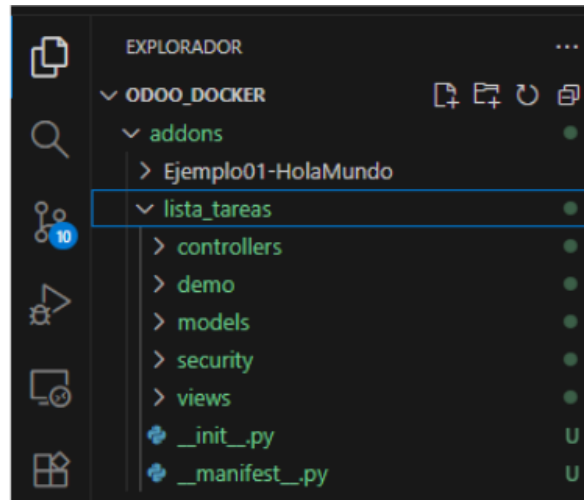 EXPLORADOR
ODOO_DOCKER
addons
Ejemplo01-HolaMundo
lista_tareas
10
controllers
demo
models
security
views
__init__.py U
__manifest__.py U